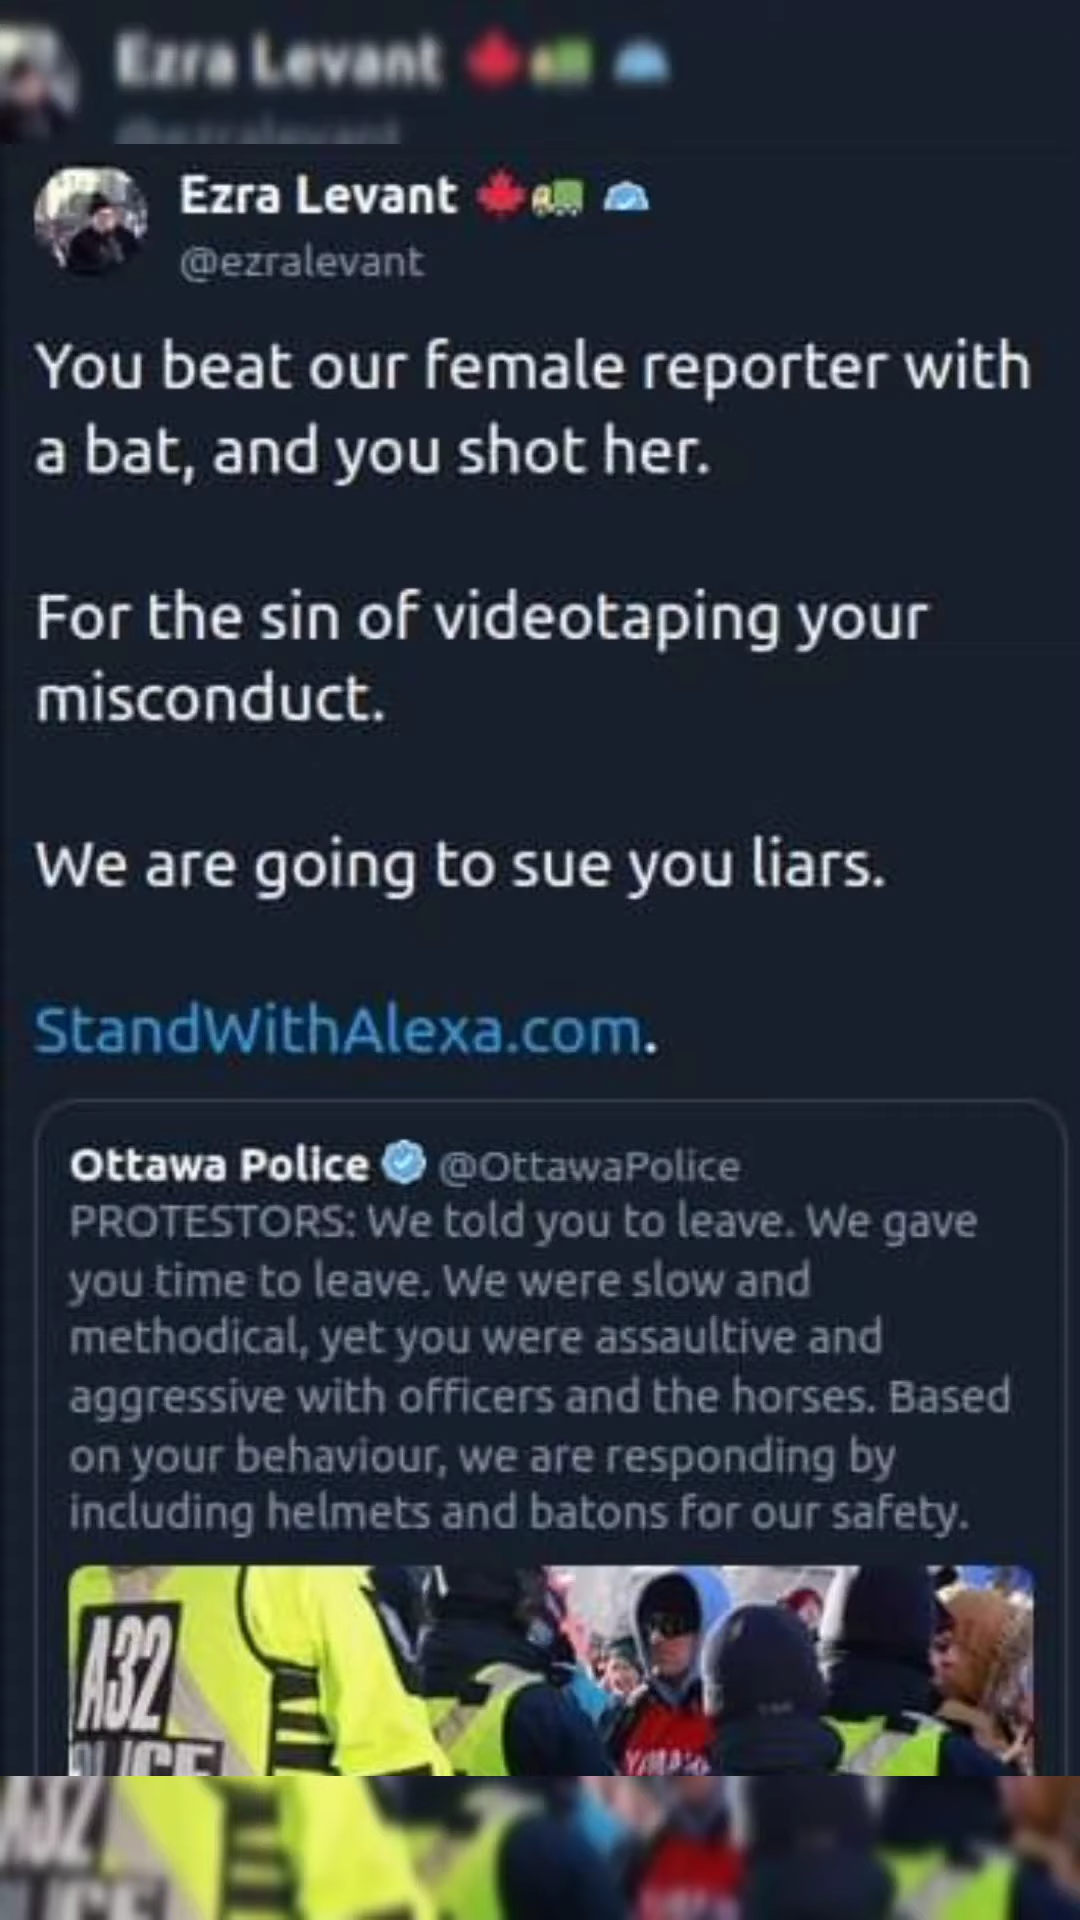 Ezra Levant
@ezralevant
Ezra Levant
@ezralevant
You beat our female reporter with
a bat, and you shot her.
For the sin of videotaping your
misconduct.
We are going to sue you liars.
StandWithAlexa.com.
Ottawa Police @OttawaPolice
PROTESTORS: We told you to leave. We gave
you time to leave. We were slow and
methodical, yet you were assaultive and
aggressive with officers and the horses. Based
on your behaviour, we are responding by
including helmets and batons for our safety.
A32
POLICE